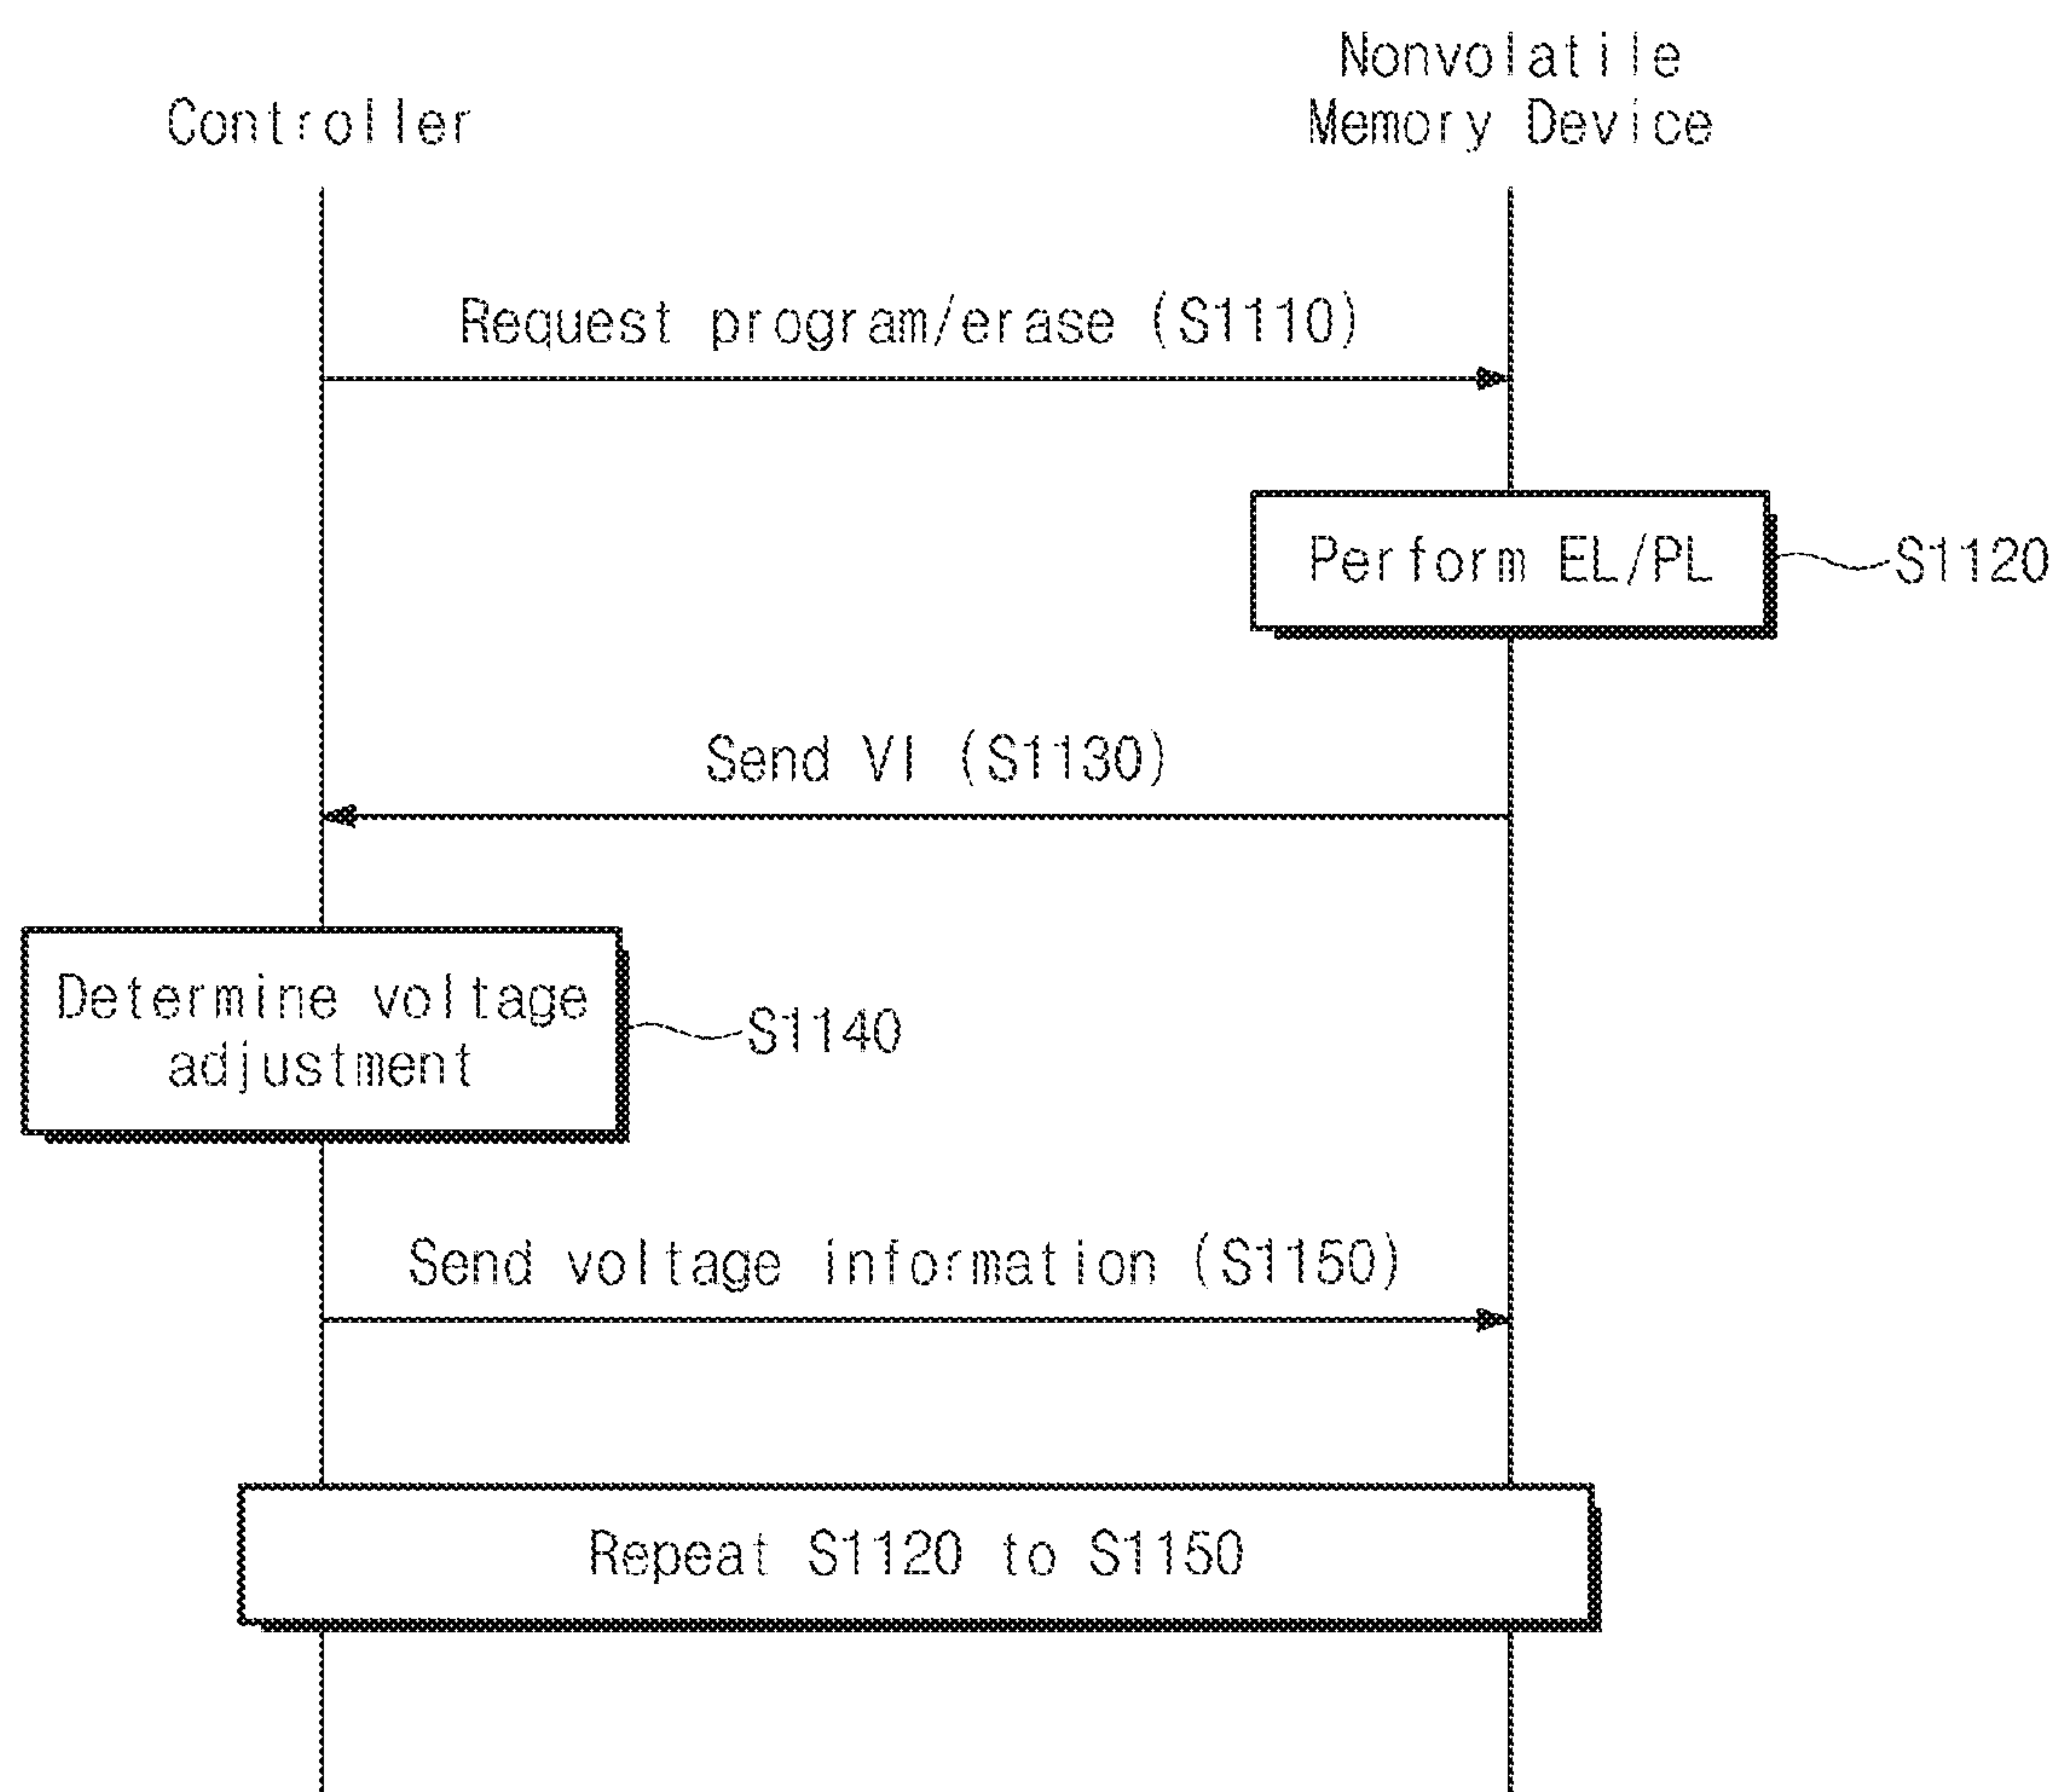 Controller
Nonvolatile
Memory Device
Request program/erase (S1110)
Perform EL/PL
S1120
Send VI (S1130)
Determine voltage
adjustment
S1140
Send voltage information (S1150)
Repeat S1120 to S1150